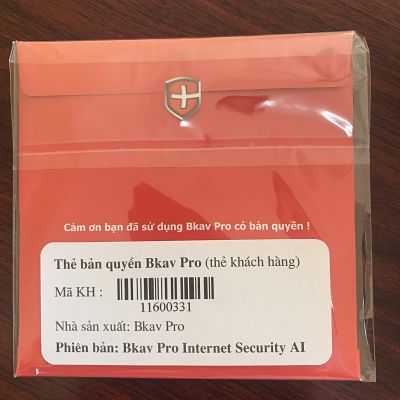 Cảm ơn bạn đã sử dụng Bkav Pro có bản quyền !
Thẻ bản quyền Bkav Pro (thẻ khách hàng)
Mã KH :
11600331
Nhà sản xuất: Bkav Pro
Phiên bản: Bkav Pro Internet Security AI